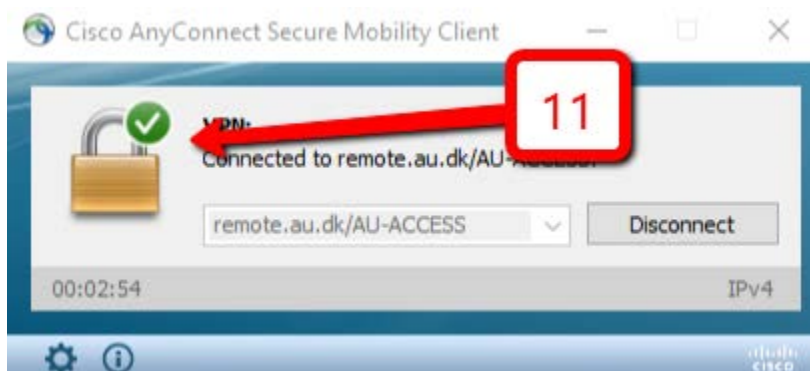 Cisco AnyConnect Secure Mobility Client
11
VPN:
Connected to remote.au.dk/AU-ACCESS.
remote.au.dk/AU-ACCESS
Disconnect
00:02:54
IPv4
CISCO